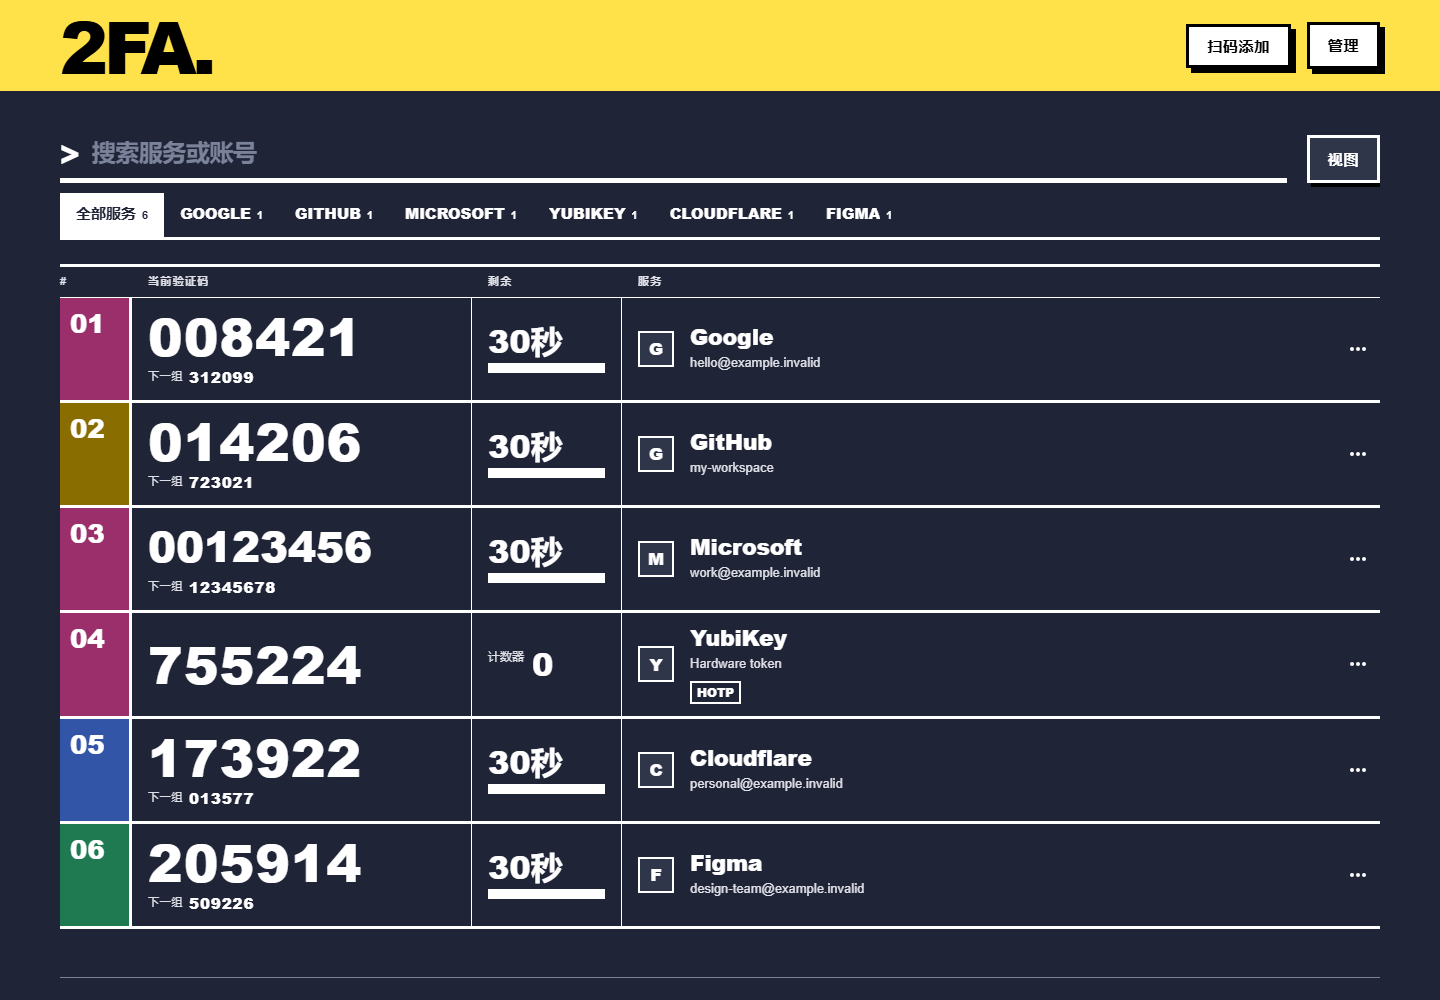 2FA.
扫码添加
管理
> 搜索服务或账号
视图
全部服务 6 GOOGLE 1 GITHUB 1 MICROSOFT 1 YUBIKEY 1 CLOUDFLARE 1 FIGMA 1
# 当前验证码 剩余 服务
01
008421
下一组 312099
30秒
G
Google
hello@example.invalid
02
014206
下一组 723021
30秒
G
GitHub
my-workspace
03
00123456
下一组 12345678
30秒
M
Microsoft
work@example.invalid
04
755224
计数器 0
Y
YubiKey
Hardware token
HOTP
05
173922
下一组 013577
30秒
C
Cloudflare
personal@example.invalid
06
205914
下一组 509226
30秒
F
Figma
design-team@example.invalid